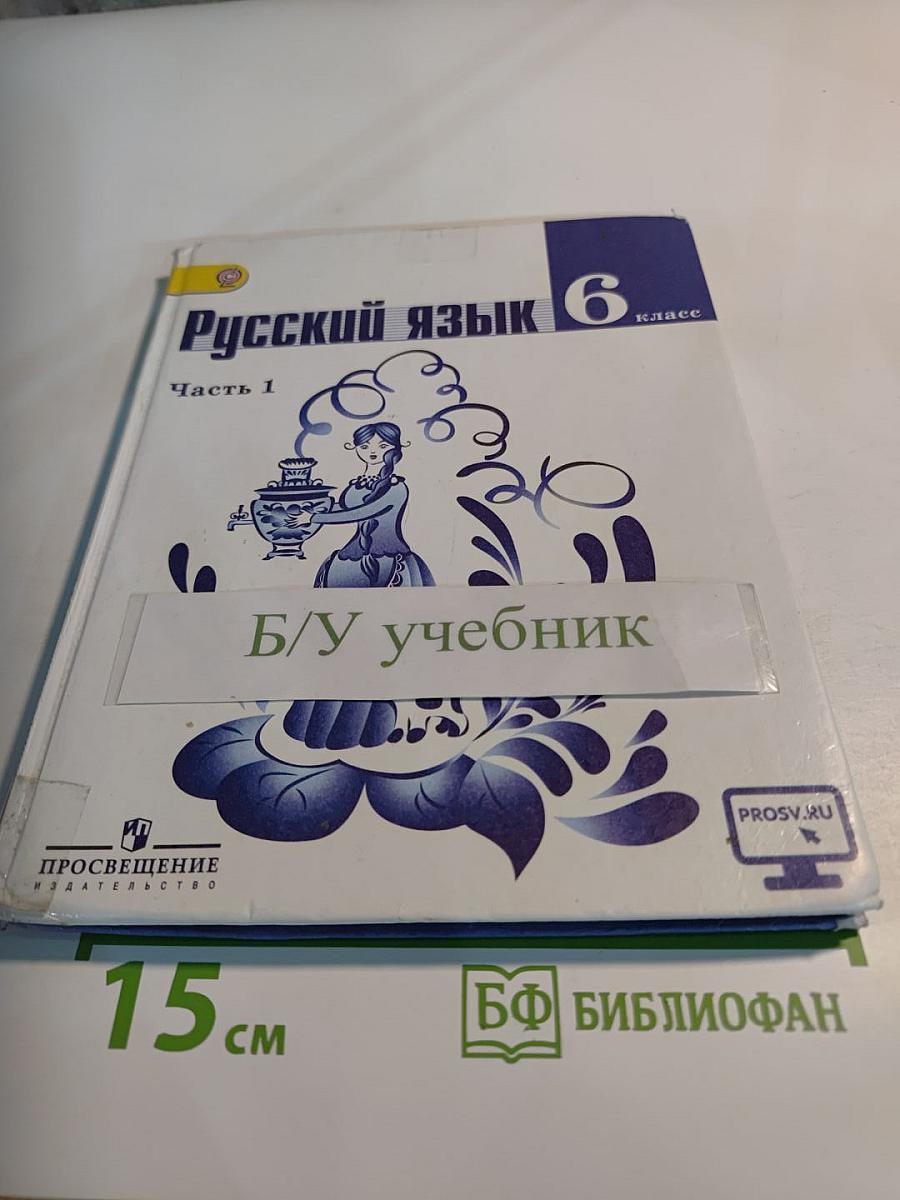 Русский язык
6 класс
Часть 1
Б/У учебник
PROSV.RU
ПРОСВЕЩЕНИЕ
ИЗДАТЕЛЬСТВО
15 см
БФ БИБЛИОФАН